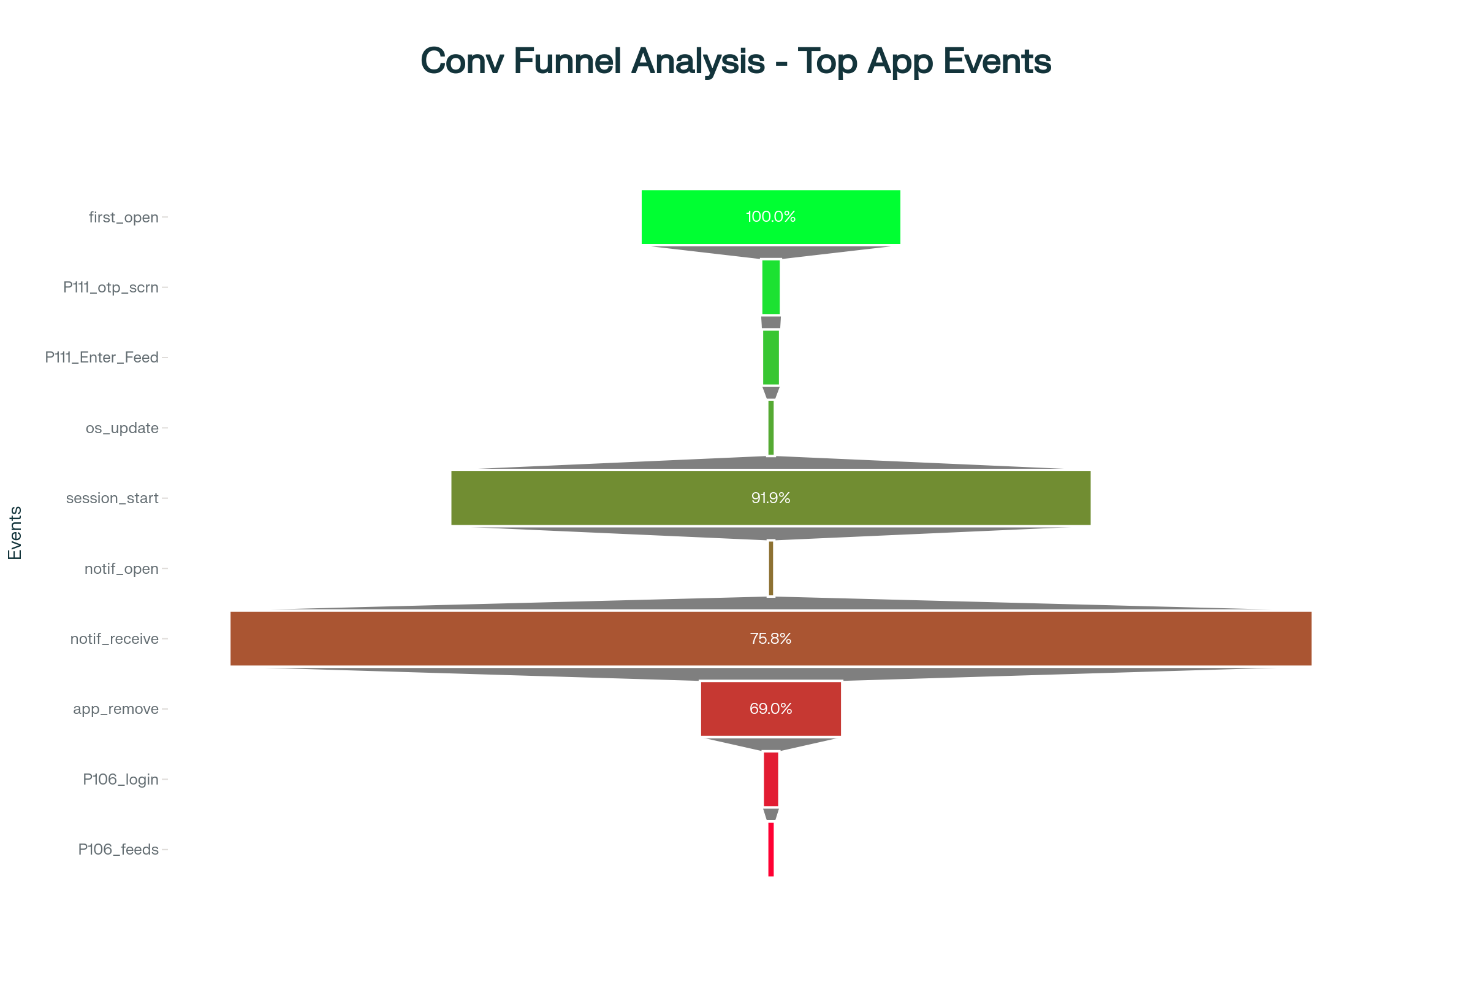 Conv Funnel Analysis - Top App Events
Events
first_open
100.0%
P111_otp_scrn
P111_Enter_Feed
os_update
session_start
91.9%
notif_open
notif_receive
75.8%
app_remove
69.0%
P106_login
P106_feeds